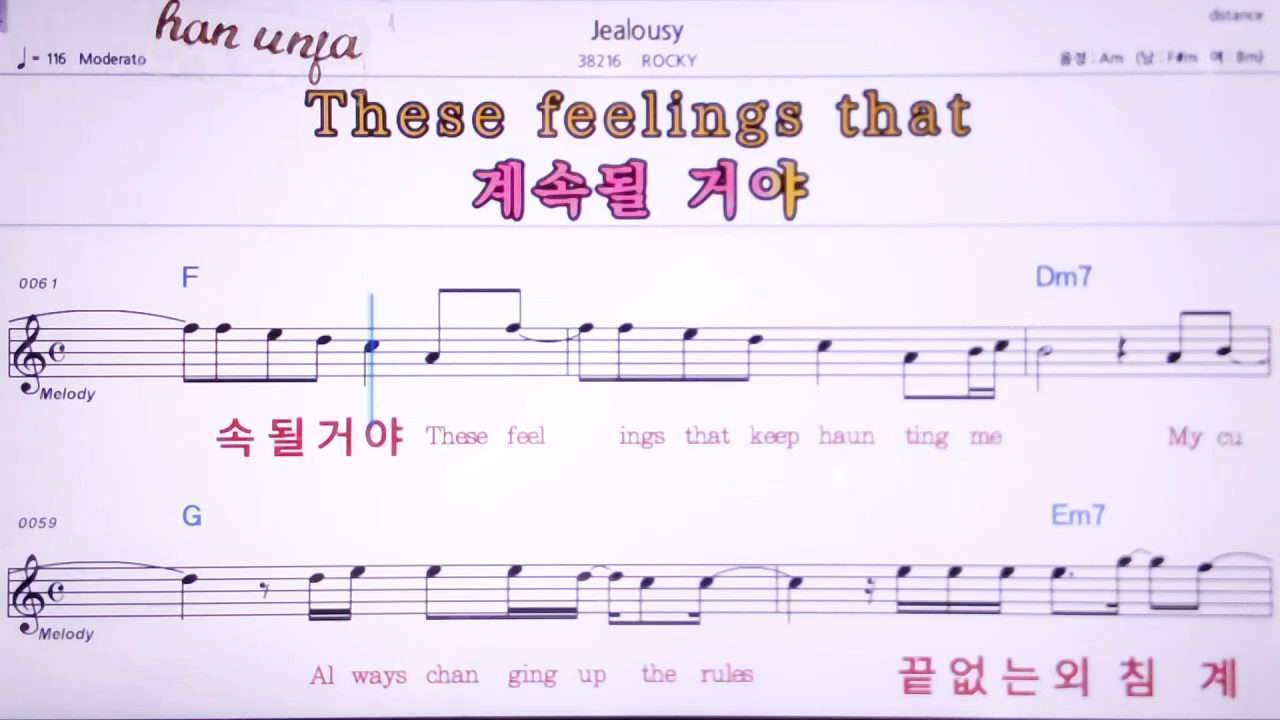 han unja
Jealousy
distance
♩= 116 Moderato
38216 ROCKY
음정 : Am (남 : F#m 여 : Bm)
These feelings that
계속될 거야
0061
F
Dm7
Melody
속 될 거 야 These feel ings that keep haun ting me My cu
0059
G
Em7
Melody
Al ways chan ging up the rules 끝 없 는 외 침 계